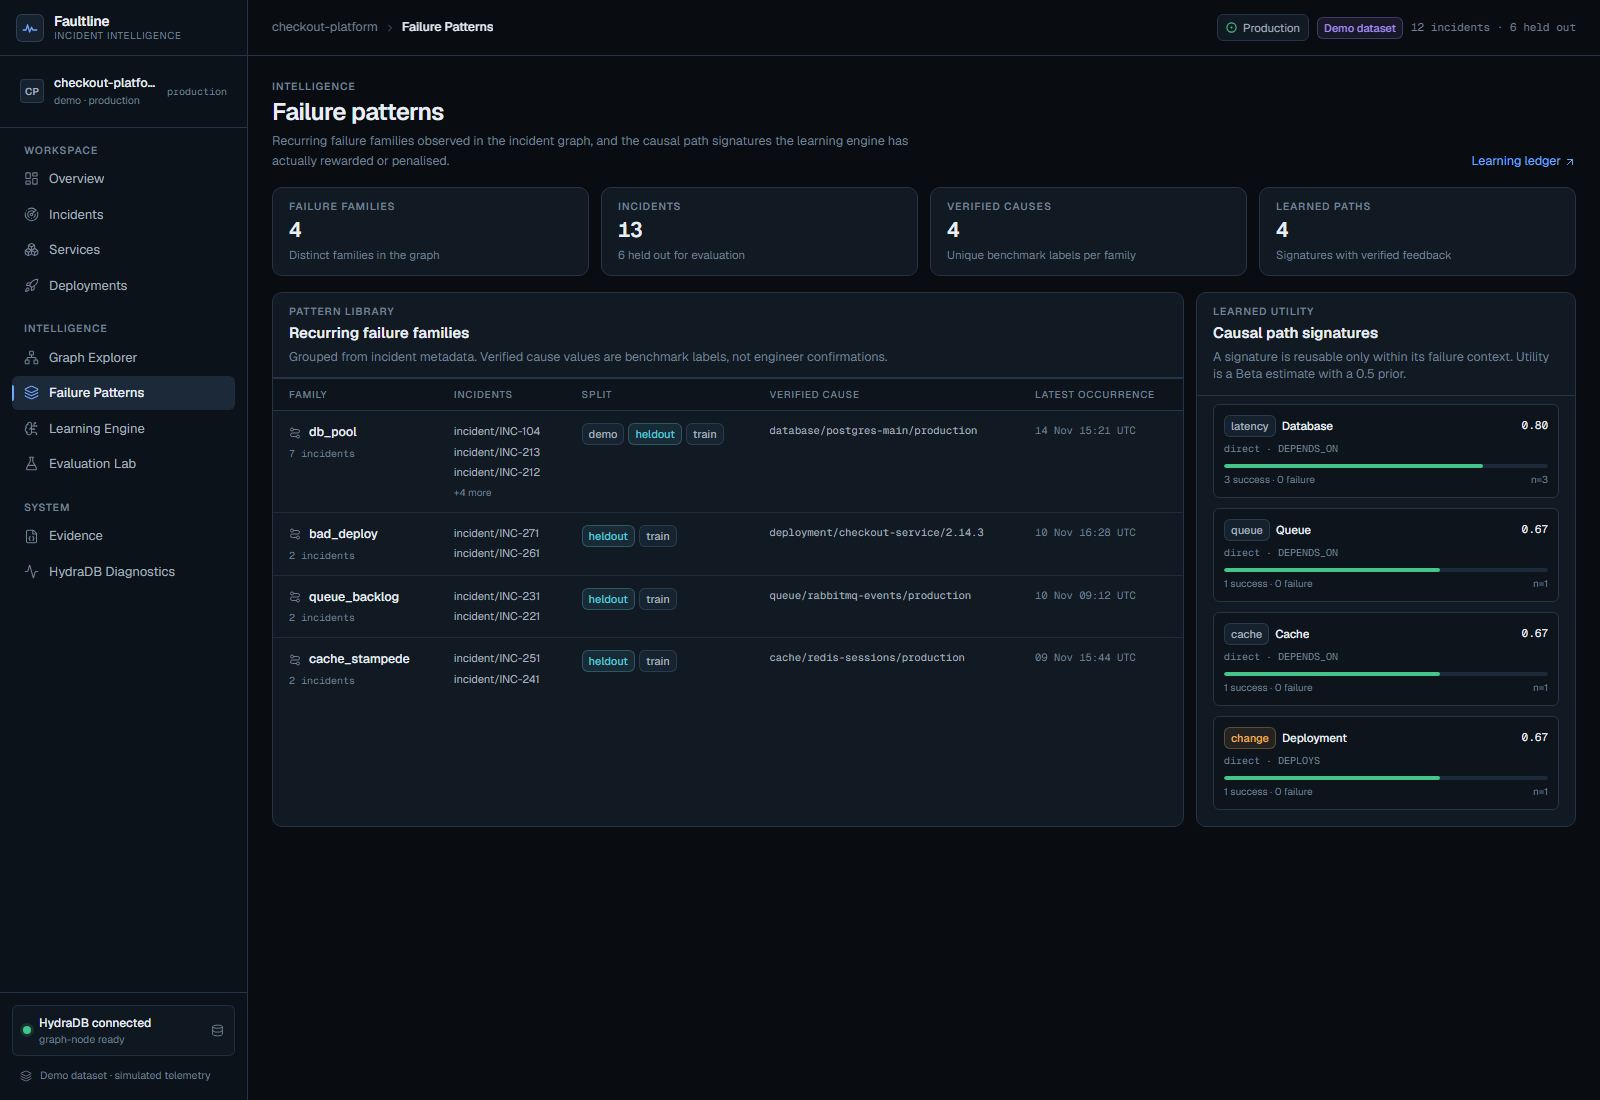 Faultline
INCIDENT INTELLIGENCE
checkout-platform › Failure Patterns
Production
Demo dataset
12 incidents · 6 held out
CP
checkout-platfo...
demo · production
production
WORKSPACE
Overview
Incidents
Services
Deployments
INTELLIGENCE
Graph Explorer
Failure Patterns
Learning Engine
Evaluation Lab
SYSTEM
Evidence
HydraDB Diagnostics
HydraDB connected
graph-node ready
Demo dataset · simulated telemetry
INTELLIGENCE
Failure patterns
Recurring failure families observed in the incident graph, and the causal path signatures the learning engine has
actually rewarded or penalised.
Learning ledger
FAILURE FAMILIES
4
Distinct families in the graph
INCIDENTS
13
6 held out for evaluation
VERIFIED CAUSES
4
Unique benchmark labels per family
LEARNED PATHS
4
Signatures with verified feedback
PATTERN LIBRARY
Recurring failure families
Grouped from incident metadata. Verified cause values are benchmark labels, not engineer confirmations.
FAMILY INCIDENTS SPLIT VERIFIED CAUSE LATEST OCCURRENCE
db_pool incident/INC-104 demo heldout train database/postgres-main/production 14 Nov 15:21 UTC
7 incidents incident/INC-213
incident/INC-212
+4 more
bad_deploy incident/INC-271 heldout train deployment/checkout-service/2.14.3 10 Nov 16:28 UTC
2 incidents incident/INC-261
queue_backlog incident/INC-231 heldout train queue/rabbitmq-events/production 10 Nov 09:12 UTC
2 incidents incident/INC-221
cache_stampede incident/INC-251 heldout train cache/redis-sessions/production 09 Nov 15:44 UTC
2 incidents incident/INC-241
LEARNED UTILITY
Causal path signatures
A signature is reusable only within its failure context. Utility
is a Beta estimate with a 0.5 prior.
latency Database 0.80
direct · DEPENDS_ON
3 success · 0 failure n=3
queue Queue 0.67
direct · DEPENDS_ON
1 success · 0 failure n=1
cache Cache 0.67
direct · DEPENDS_ON
1 success · 0 failure n=1
change Deployment 0.67
direct · DEPLOYS
1 success · 0 failure n=1